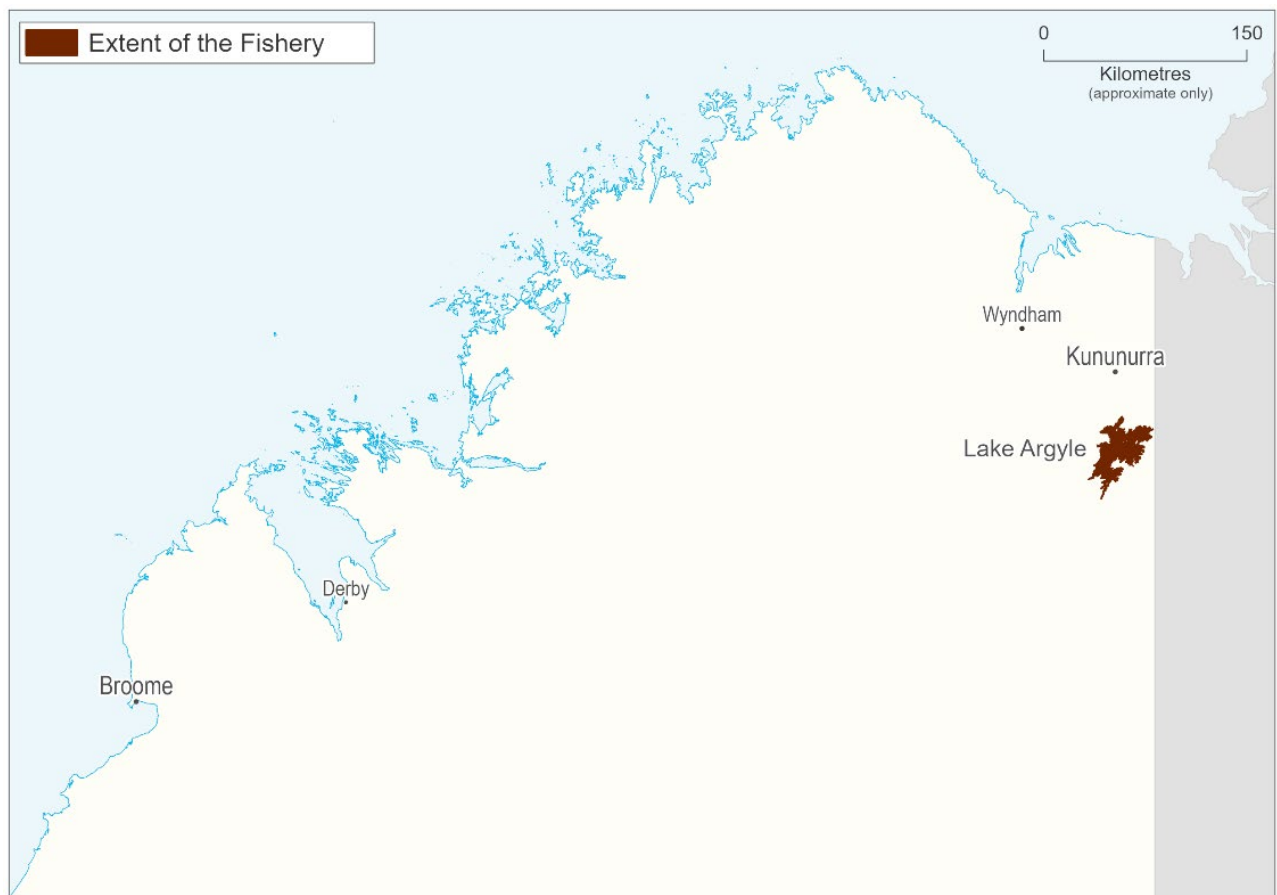 Extent of the Fishery
0 150
Kilometres
(approximate only)
Wyndham
Kununurra
Lake Argyle
Derby
Broome